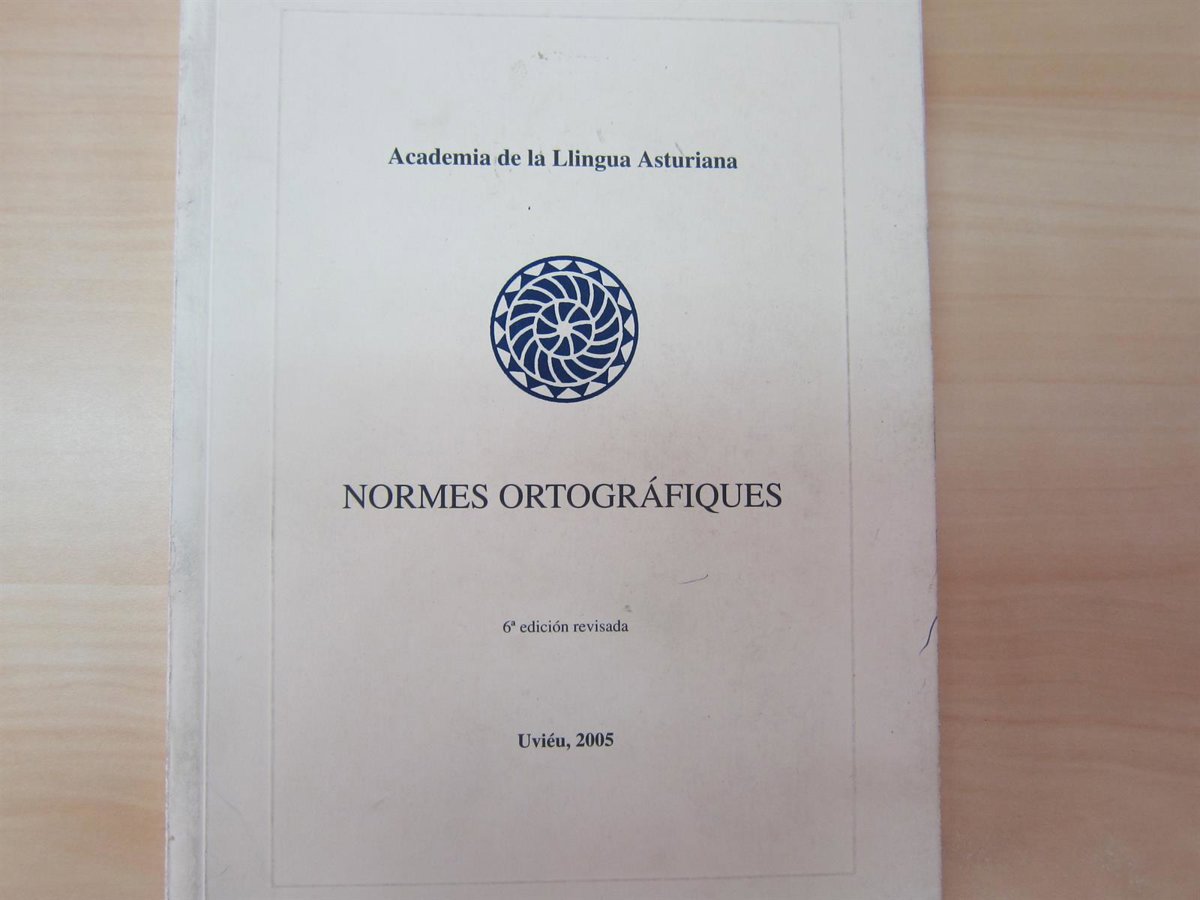 Academia de la Llingua Asturiana
NORMES ORTOGRÁFIQUES
6ª edición revisada
Uviéu, 2005